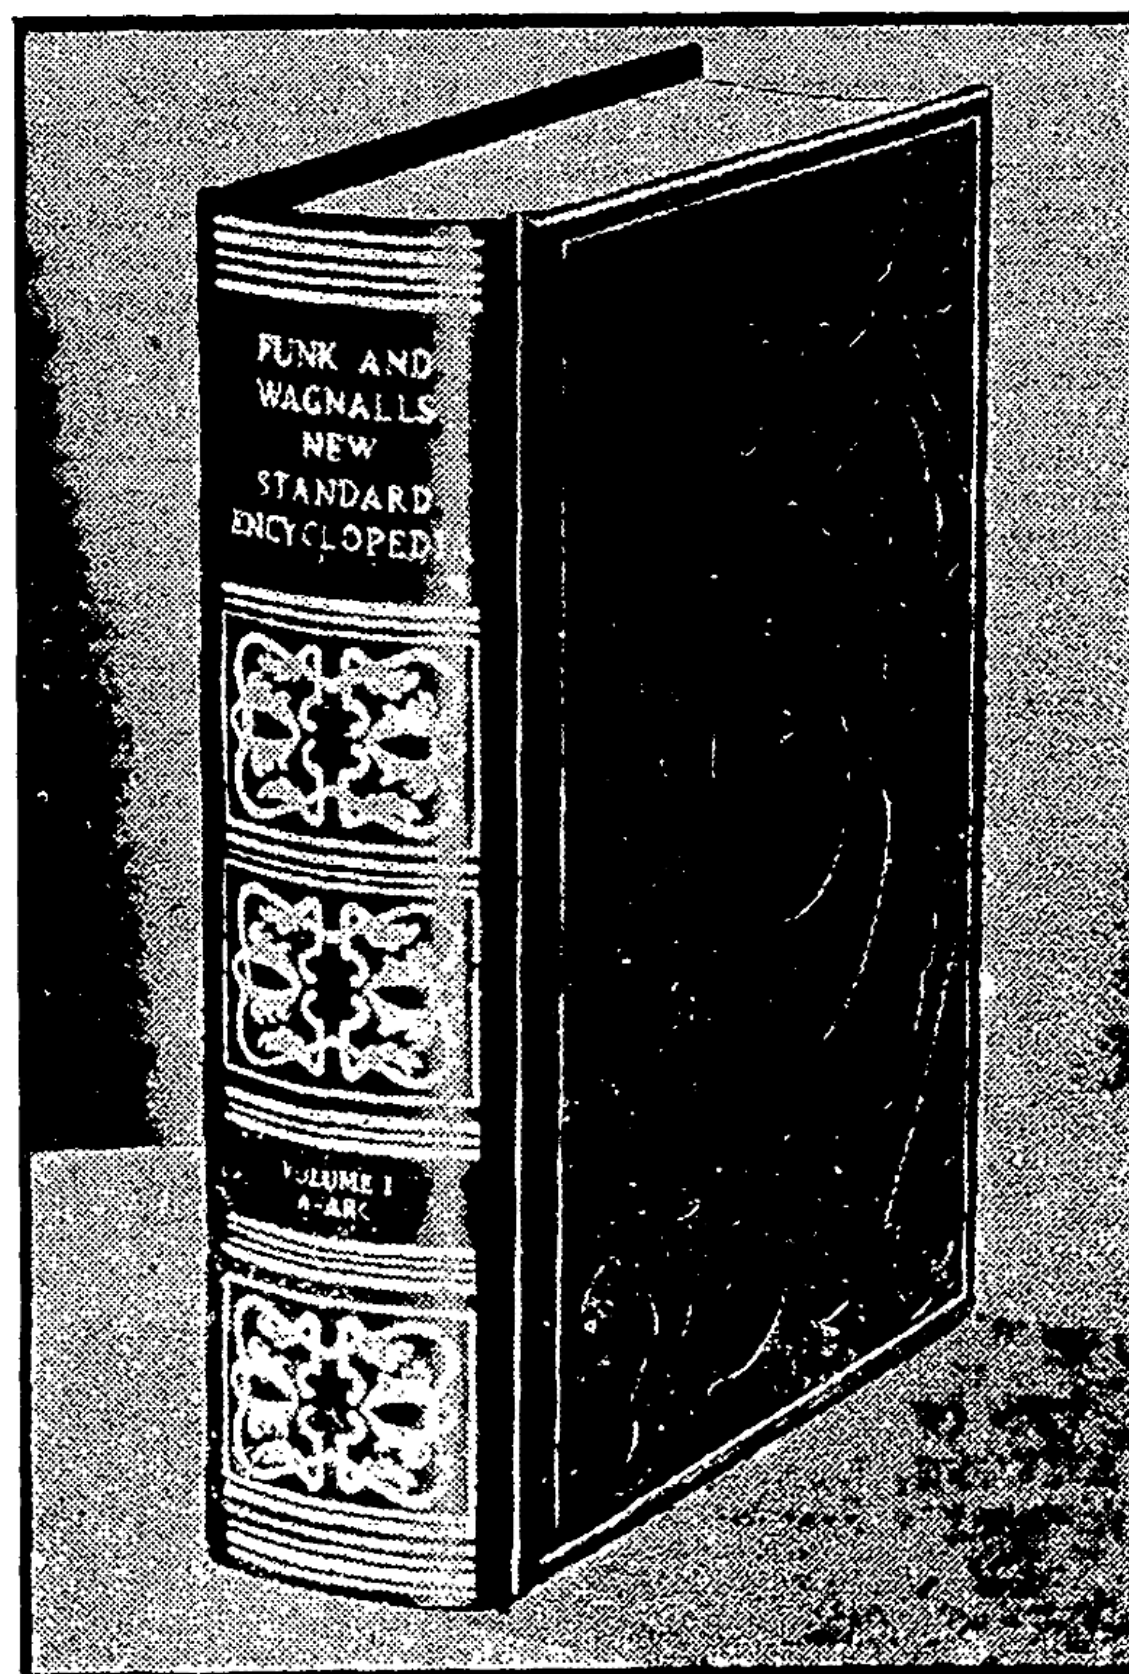 FUNK AND
WAGNALLS
NEW
STANDARD
ENCYCLOPEDI
VOLUME I
A-ARC